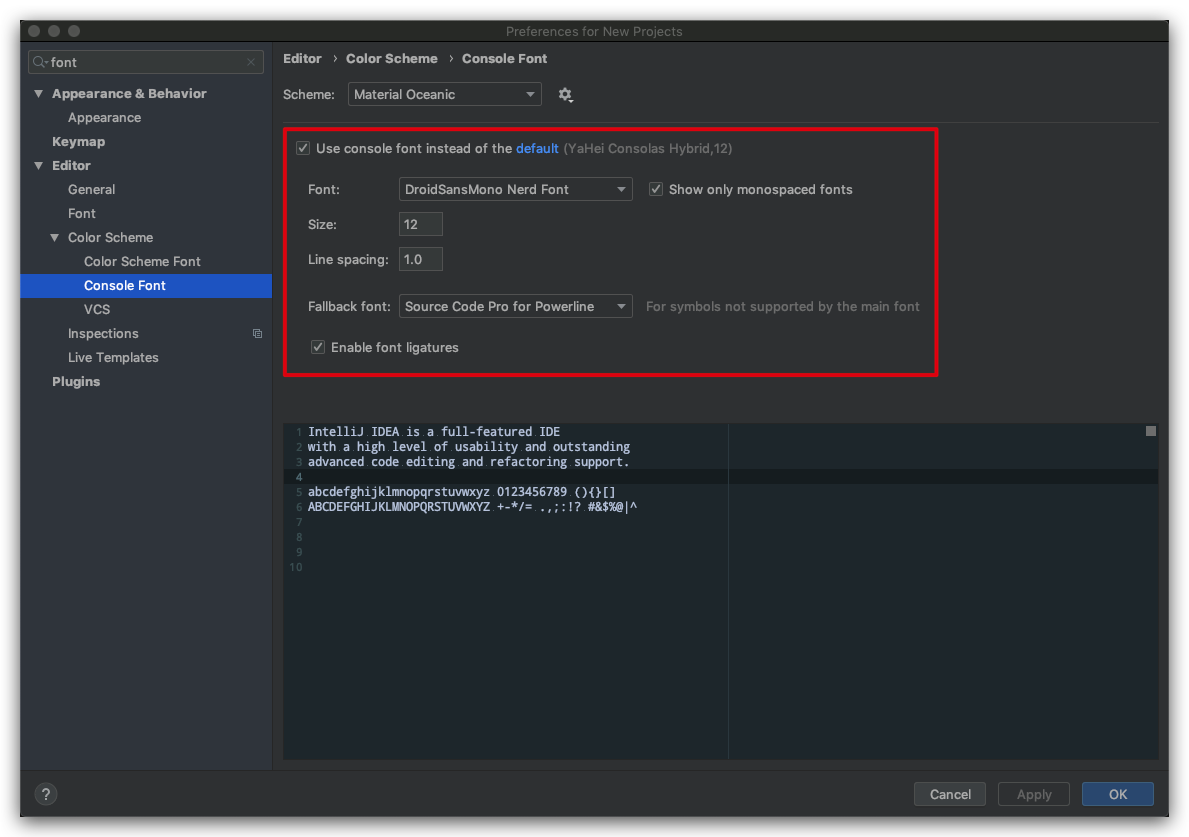 Preferences for New Projects
font
Appearance & Behavior
Appearance
Keymap
Editor
General
Font
Color Scheme
Color Scheme Font
Console Font
VCS
Inspections
Live Templates
Plugins
Editor › Color Scheme › Console Font
Scheme: Material Oceanic
Use console font instead of the default (YaHei Consolas Hybrid,12)
Font: DroidSansMono Nerd Font Show only monospaced fonts
Size: 12
Line spacing: 1.0
Fallback font: Source Code Pro for Powerline For symbols not supported by the main font
Enable font ligatures
1 IntelliJ IDEA is a full-featured IDE
2 with a high level of usability and outstanding
3 advanced code editing and refactoring support.
4
5 abcdefghijklmnopqrstuvwxyz 0123456789 (){}[]
6 ABCDEFGHIJKLMNOPQRSTUVWXYZ +-*/= .,;:!? #&$%@|^
7
8
9
10
? Cancel Apply OK